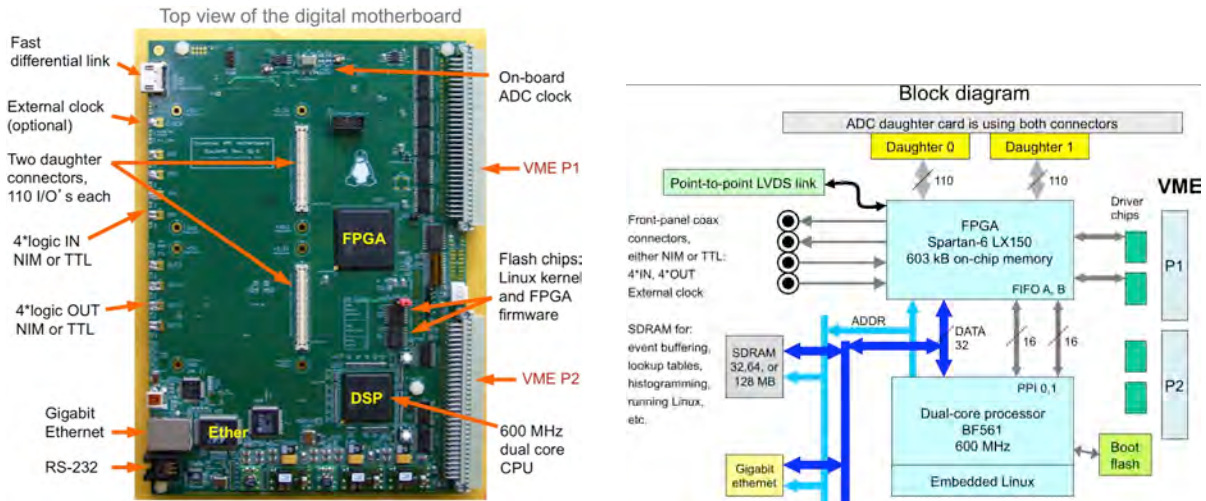 Top view of the digital motherboard
Fast
differential link
External clock
(optional)
Two daughter
connectors,
110 I/O's each
4*logic IN
NIM or TTL
4*logic OUT
NIM or TTL
Gigabit
Ethernet
RS-232
FPGA
DSP
Ether
On-board
ADC clock
VME P1
Flash chips:
Linux kernel
and FPGA
firmware
VME P2
600 MHz
dual core
CPU
Block diagram
ADC daughter card is using both connectors
Daughter 0
Daughter 1
110
110
Point-to-point LVDS link
VME
Driver
chips
Front-panel coax
connectors,
either NIM or TTL:
4*IN, 4*OUT
External clock
FPGA
Spartan-6 LX150
603 kB on-chip memory
FIFO A, B
P1
ADDR
DATA
32
16
16
SDRAM for:
event buffering,
lookup tables,
histogramming,
running Linux,
etc.
SDRAM
32,64, or
128 MB
PPI 0,1
Dual-core processor
BF561
600 MHz
Embedded Linux
P2
Gigabit
ethernet
Boot
flash